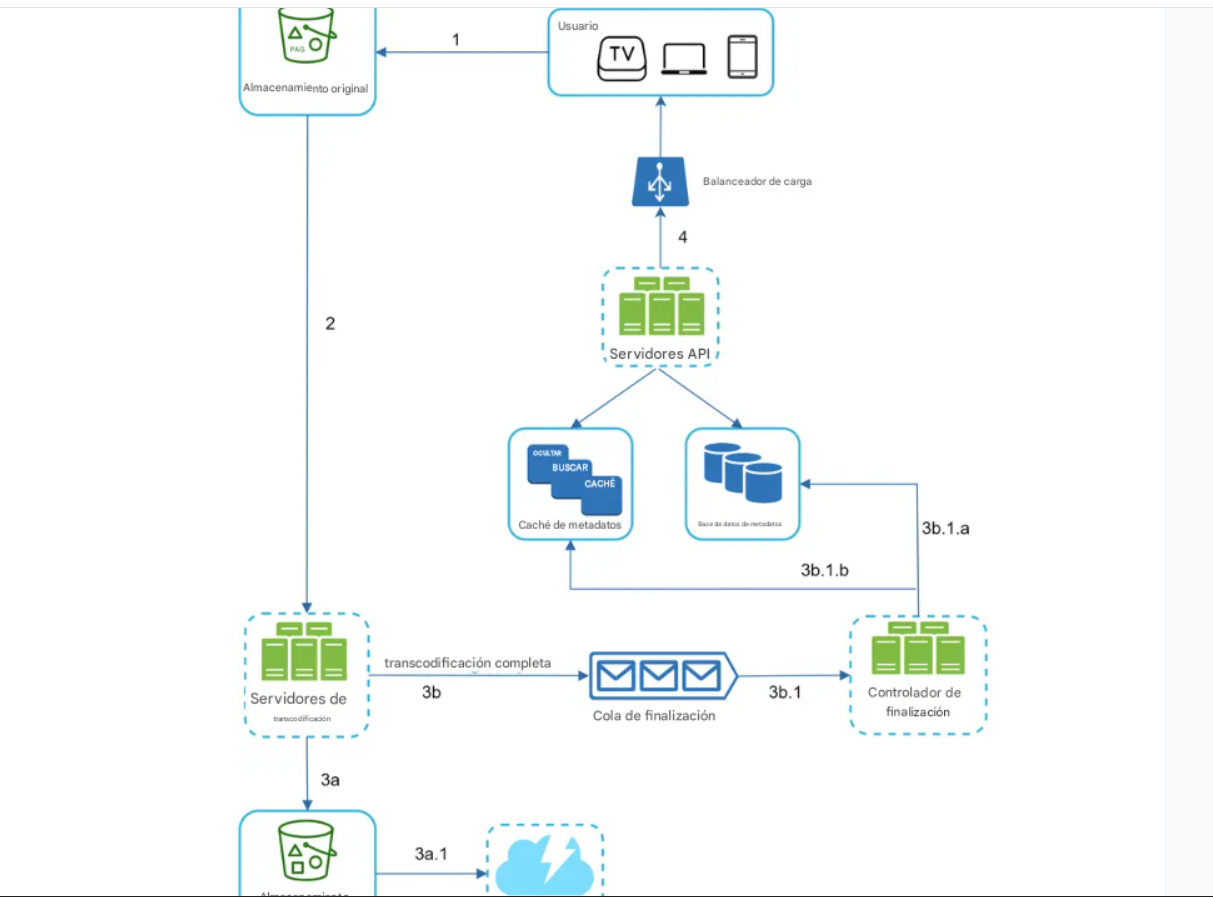 PAG
Almacenamiento original
1
Usuario
TV
Balanceador de carga
4
2
Servidores API
OCULTAR
BUSCAR
CACHÉ
Caché de metadatos
Base de datos de metadatos
3b.1.a
3b.1.b
Servidores de
transcodificación
transcodificación completa
3b
Cola de finalización
3b.1
Controlador de
finalización
3a
3a.1
Almacenamiento